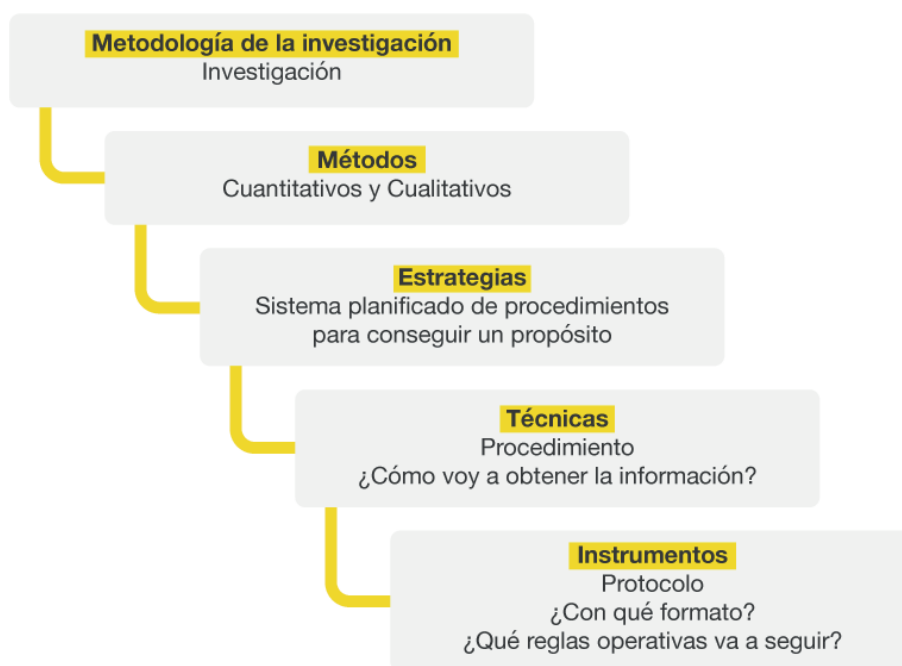 Metodología de la investigación
Investigación
Métodos
Cuantitativos y Cualitativos
Estrategias
Sistema planificado de procedimientos
para conseguir un propósito
Técnicas
Procedimiento
¿Cómo voy a obtener la información?
Instrumentos
Protocolo
¿Con qué formato?
¿Qué reglas operativas va a seguir?